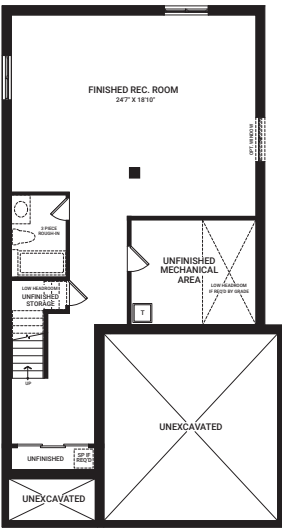 FINISHED REC. ROOM
24'7" X 18'10"
OPT. WINDOW
3-PIECE
ROUGH-IN
UNFINISHED
MECHANICAL
AREA
LOW HEADROOM
IF REQ'D BY GRADE
LOW HEADROOM
UNFINISHED
STORAGE
T
UP
UNEXCAVATED
UNFINISHED
SP IF
REQ'D
UNEXCAVATED